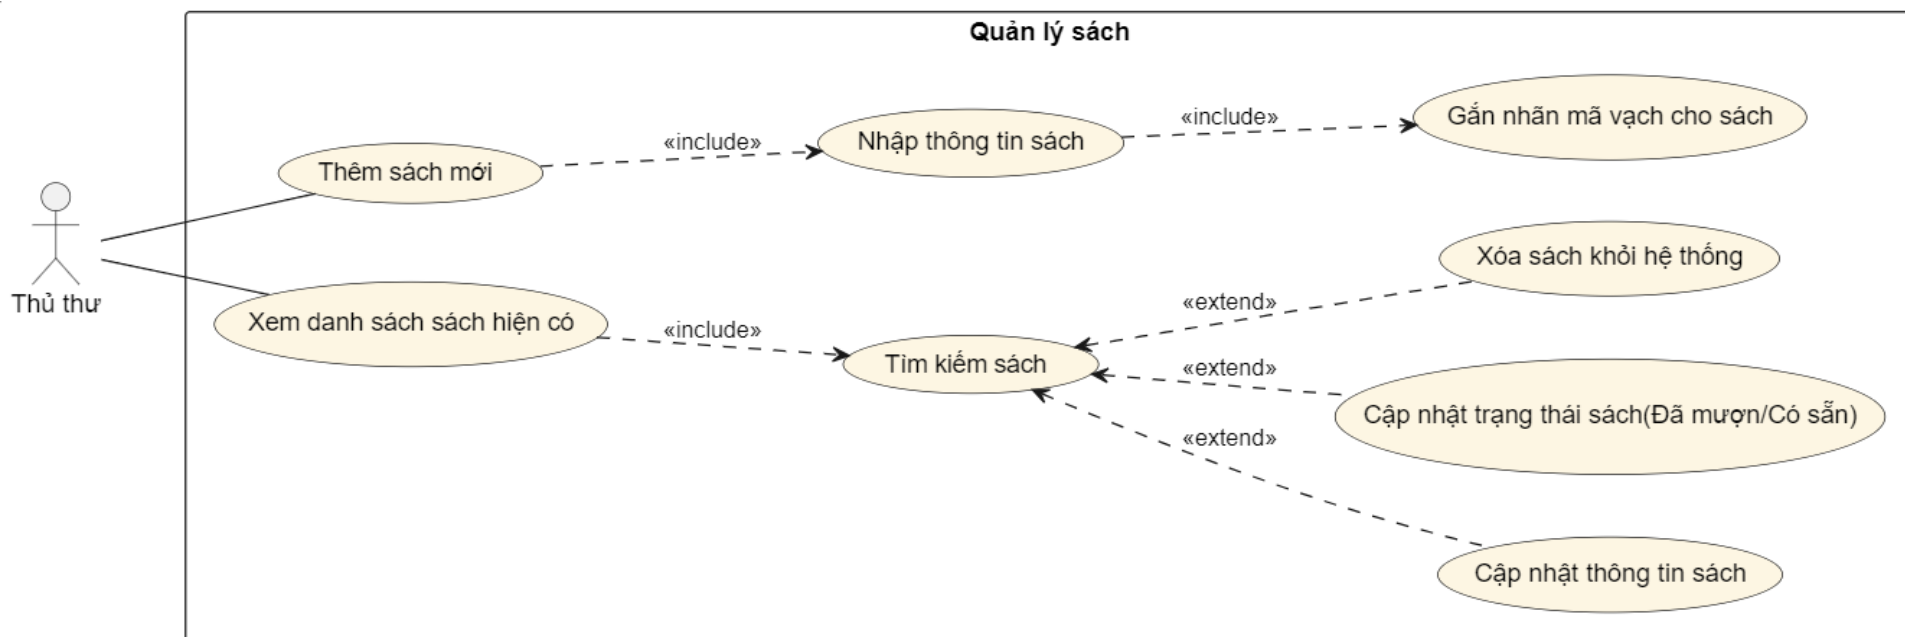 Quản lý sách
Thêm sách mới
«include»
Nhập thông tin sách
«include»
Gắn nhãn mã vạch cho sách
Thủ thư
Xem danh sách sách hiện có
«include»
Tìm kiếm sách
«extend»
Xóa sách khỏi hệ thống
«extend»
Cập nhật trạng thái sách(Đã mượn/Có sẵn)
«extend»
Cập nhật thông tin sách